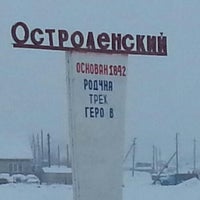 Остроленский
ОСНОВАН 1842
РОДИНА
ТРЕХ
ГЕРО В